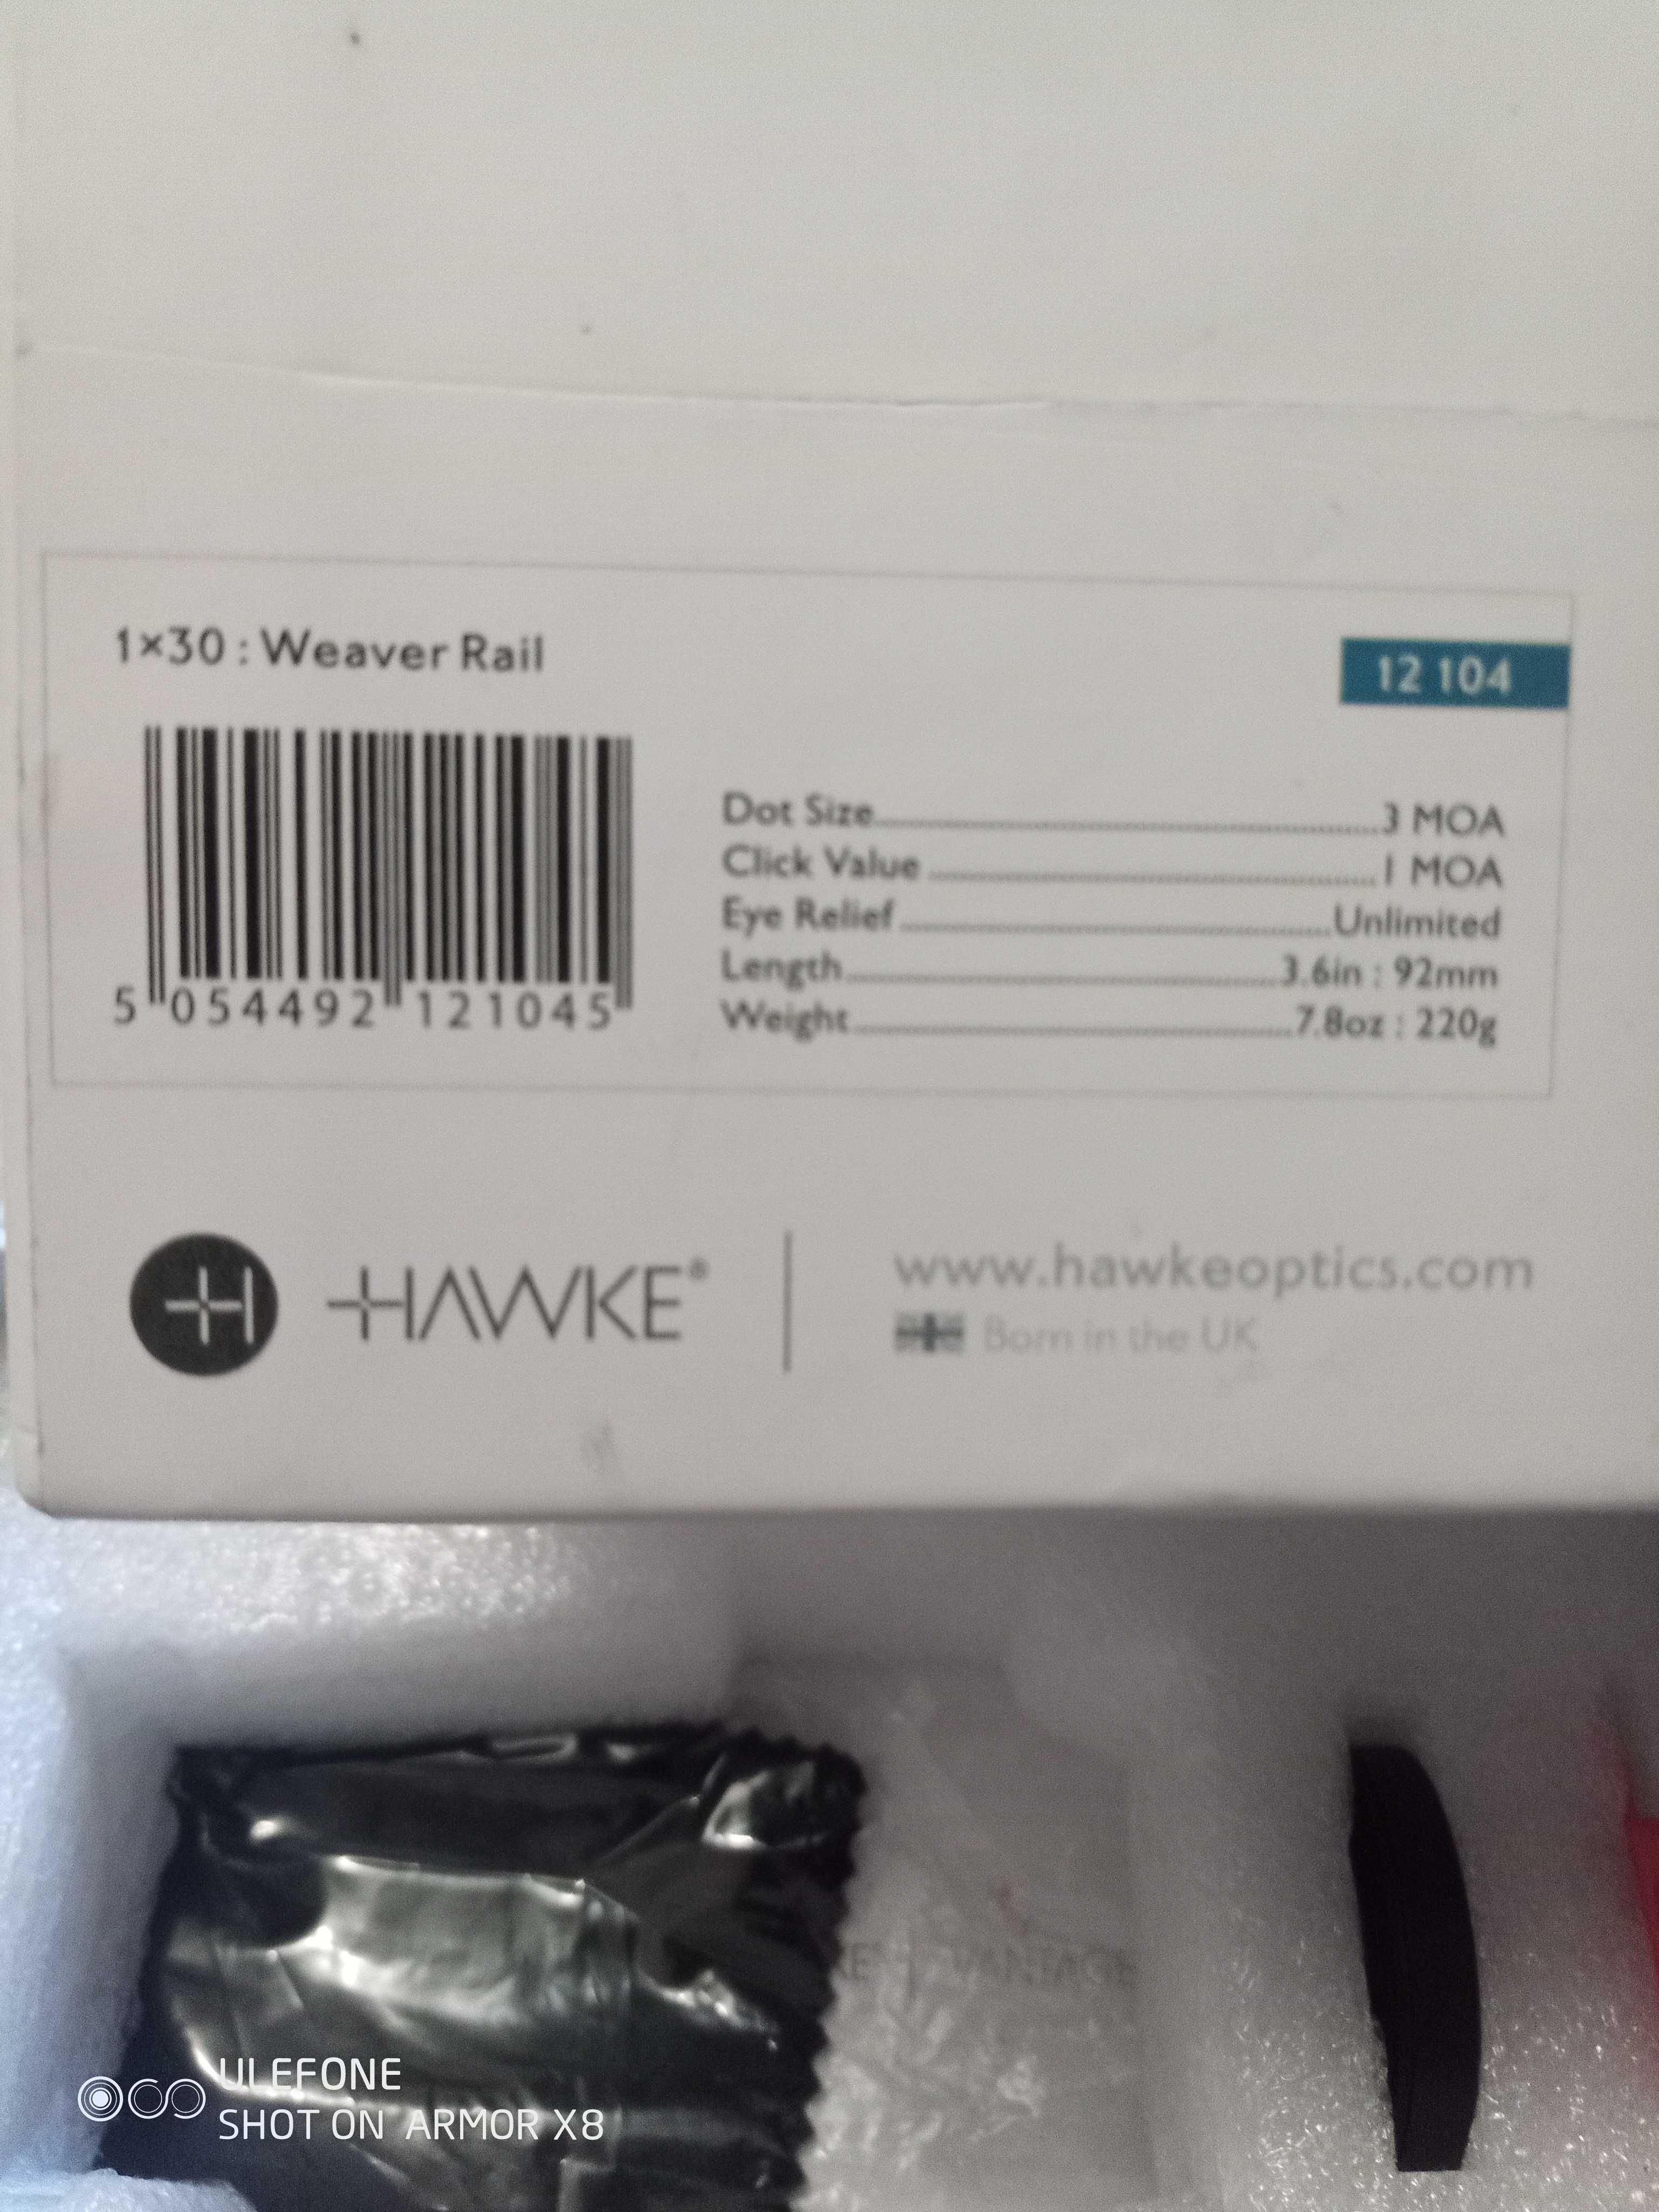 1×30 : Weaver Rail
12 104
Dot Size 3 MOA
Click Value 1 MOA
Eye Relief Unlimited
Length 3.6in : 92mm
Weight 7.8oz : 220g
5 054492 121045
HAWKE®
www.hawkeoptics.com
Born in the UK
VANTAGE
ULEFONE
SHOT ON ARMOR X8